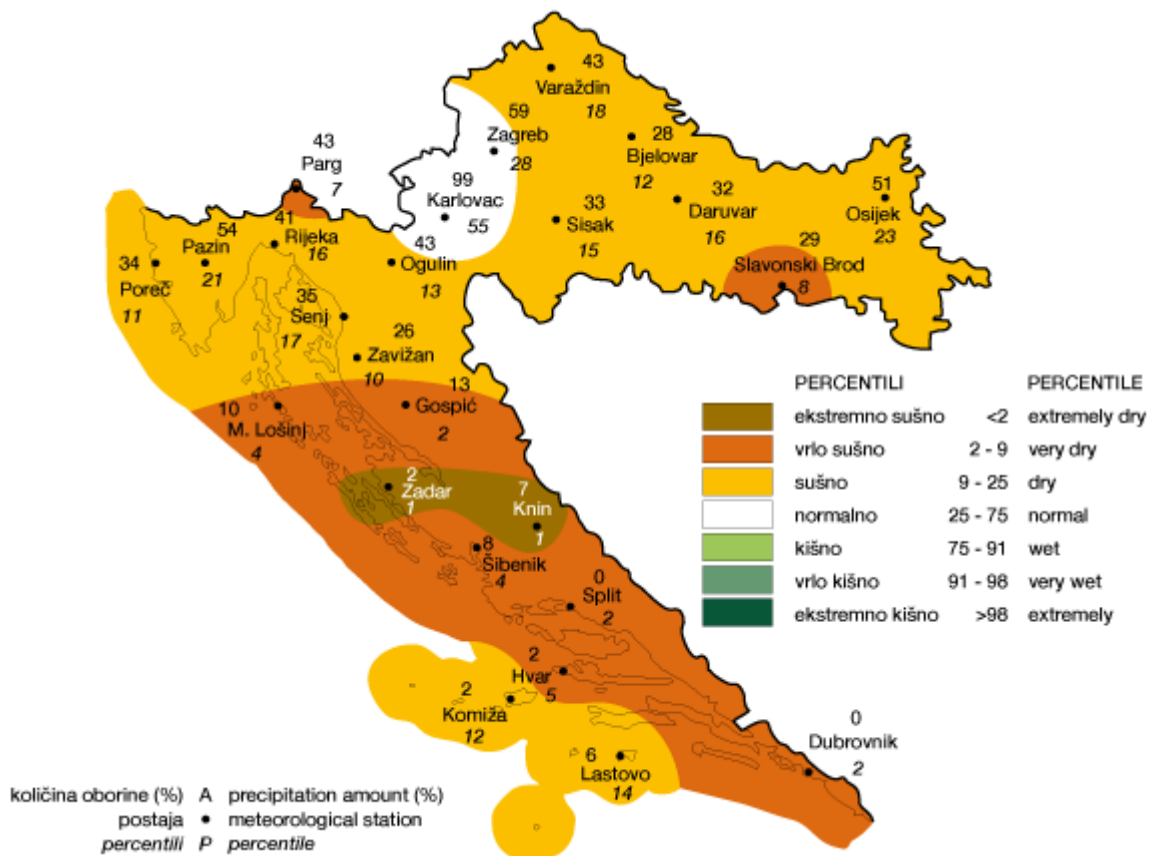 43
Varaždin
18
59
Zagreb
28
28
Bjelovar
12
43
Parg
7
99
Karlovac
55
33
Sisak
15
32
Daruvar
16
51
Osijek
23
29
Slavonski Brod
8
54
Pazin
21
41
Rijeka
16
43
Ogulin
13
34
Poreč
11
35
Senj
17
26
Zavižan
10
13
Gospić
2
10
M. Lošinj
4
2
Zadar
1
7
Knin
1
8
Šibenik
4
0
Split
2
2
Hvar
5
2
Komiža
12
6
Lastovo
14
0
Dubrovnik
2
PERCENTILI PERCENTILE
ekstremno sušno <2 extremely dry
vrlo sušno 2 - 9 very dry
sušno 9 - 25 dry
normalno 25 - 75 normal
kišno 75 - 91 wet
vrlo kišno 91 - 98 very wet
ekstremno kišno >98 extremely
količina oborine (%) A precipitation amount (%)
postaja • meteorological station
percentili P percentile